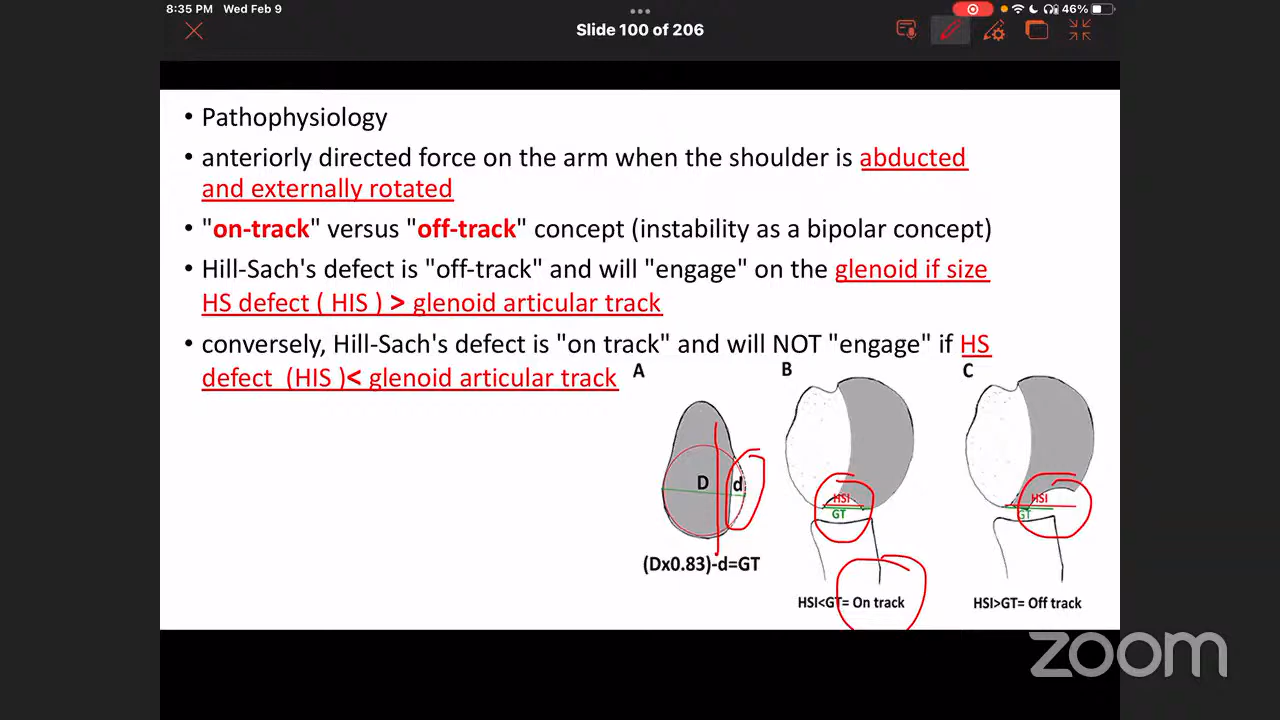 8:35 PM Wed Feb 9
46%
Slide 100 of 206
• Pathophysiology
• anteriorly directed force on the arm when the shoulder is abducted
and externally rotated
• "on-track" versus "off-track" concept (instability as a bipolar concept)
• Hill-Sach's defect is "off-track" and will "engage" on the glenoid if size
HS defect ( HIS ) > glenoid articular track
• conversely, Hill-Sach's defect is "on track" and will NOT "engage" if HS
defect (HIS )< glenoid articular track
A B C
D d
HSI
GT
HSI
GT
(Dx0.83)-d=GT
HSI<GT= On track
HSI>GT= Off track
zoom